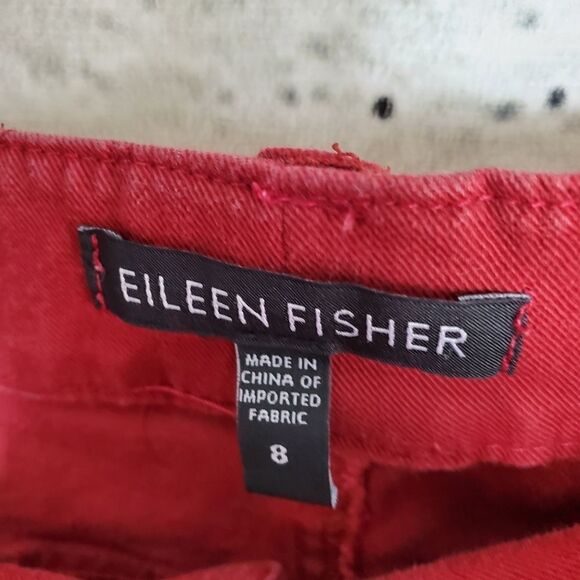 EILEEN FISHER
MADE IN
CHINA OF
IMPORTED
FABRIC
8